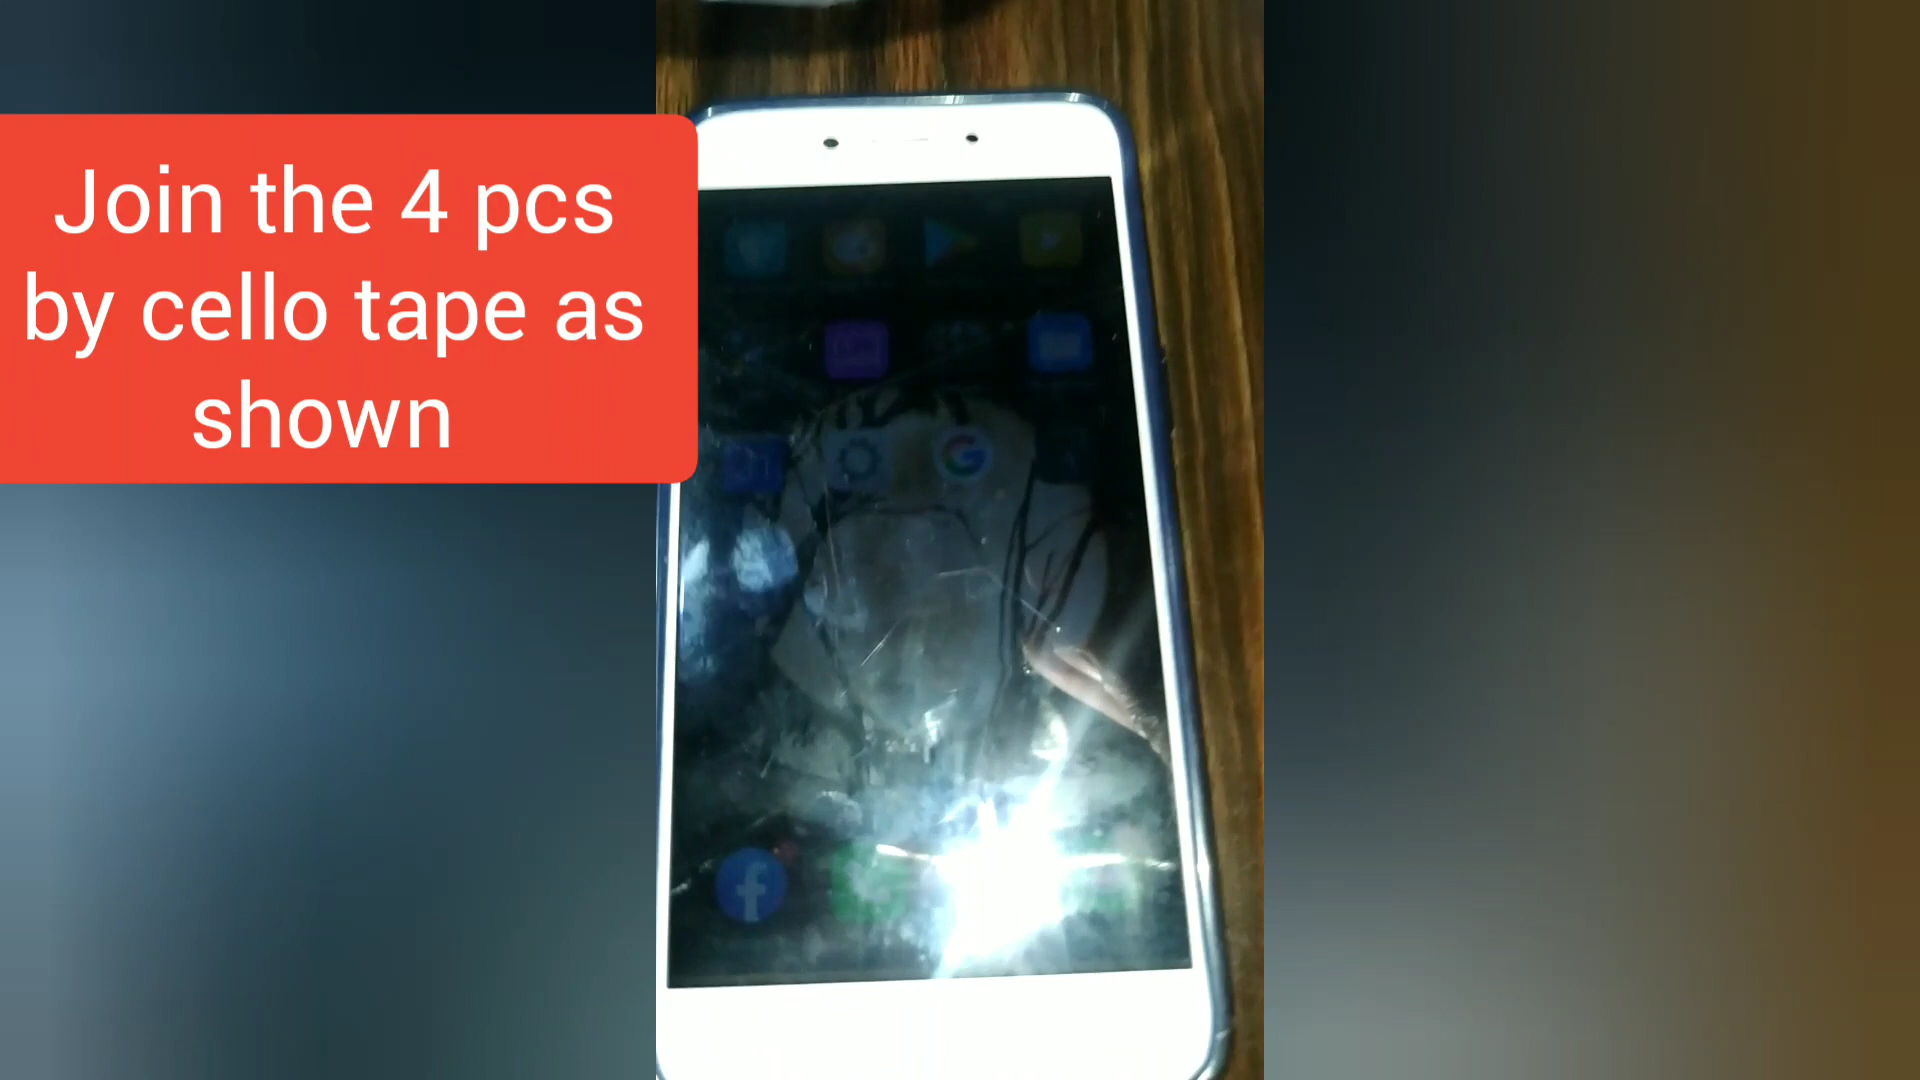 Join the 4 pcs
by cello tape as
shown